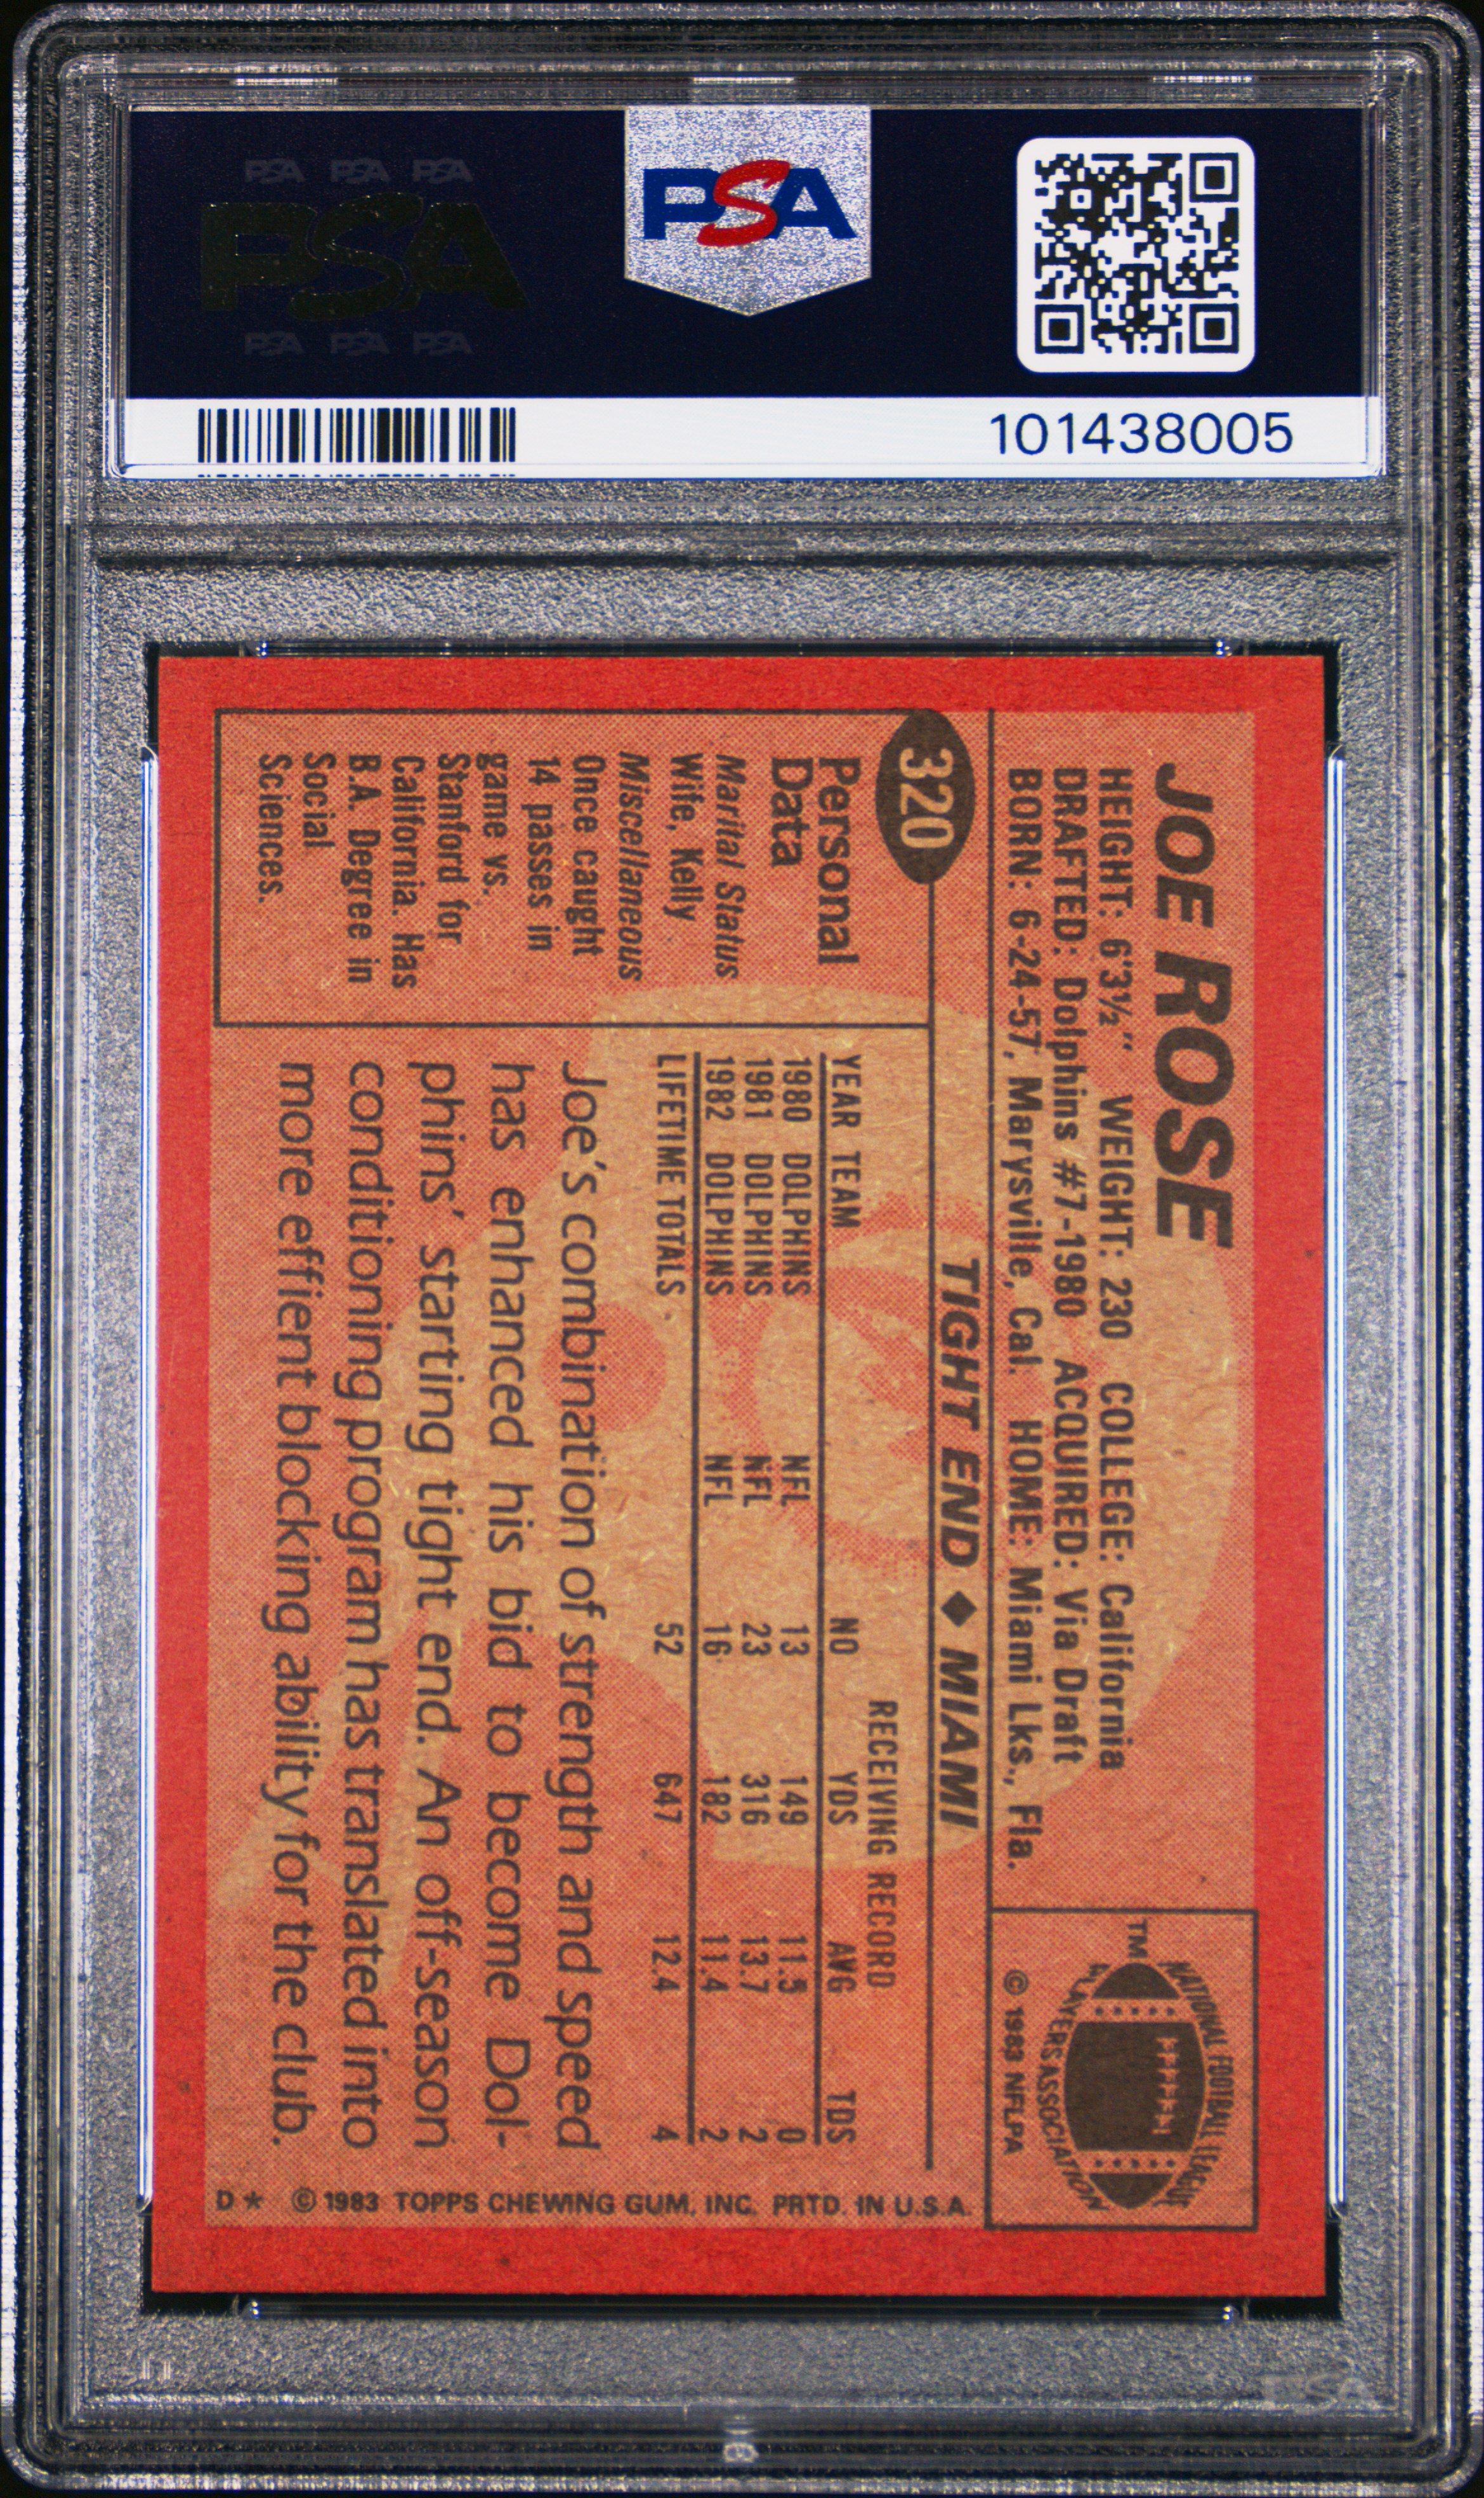 PSA PSA PSA
PSA
PSA PSA PSA
PSA
101438005
JOE ROSE
HEIGHT: 6'3½" WEIGHT: 230 COLLEGE: California
DRAFTED: Dolphins #7-1980 ACQUIRED: Via Draft
BORN: 6-24-57, Marysville, Cal. HOME: Miami Lks., Fla.
NATIONAL FOOTBALL LEAGUE
PLAYERS ASSOCIATION
TM
© 1983 NFLPA
320
TIGHT END ◆ MIAMI
Personal
Data
Marital Status
Wife, Kelly
Miscellaneous
Once caught
14 passes in
game vs.
Stanford for
California. Has
B.A. Degree in
Social
Sciences.
RECEIVING RECORD
YEAR TEAM NO YDS AVG TDS
1980 DOLPHINS NFL 13 149 11.5 0
1981 DOLPHINS NFL 23 316 13.7 2
1982 DOLPHINS NFL 16 182 11.4 2
LIFETIME TOTALS 52 647 12.4 4
Joe's combination of strength and speed
has enhanced his bid to become Dol-
phins' starting tight end. An off-season
conditioning program has translated into
more effient blocking ability for the club.
D* © 1983 TOPPS CHEWING GUM, INC. PRTD. IN U.S.A.
PSA